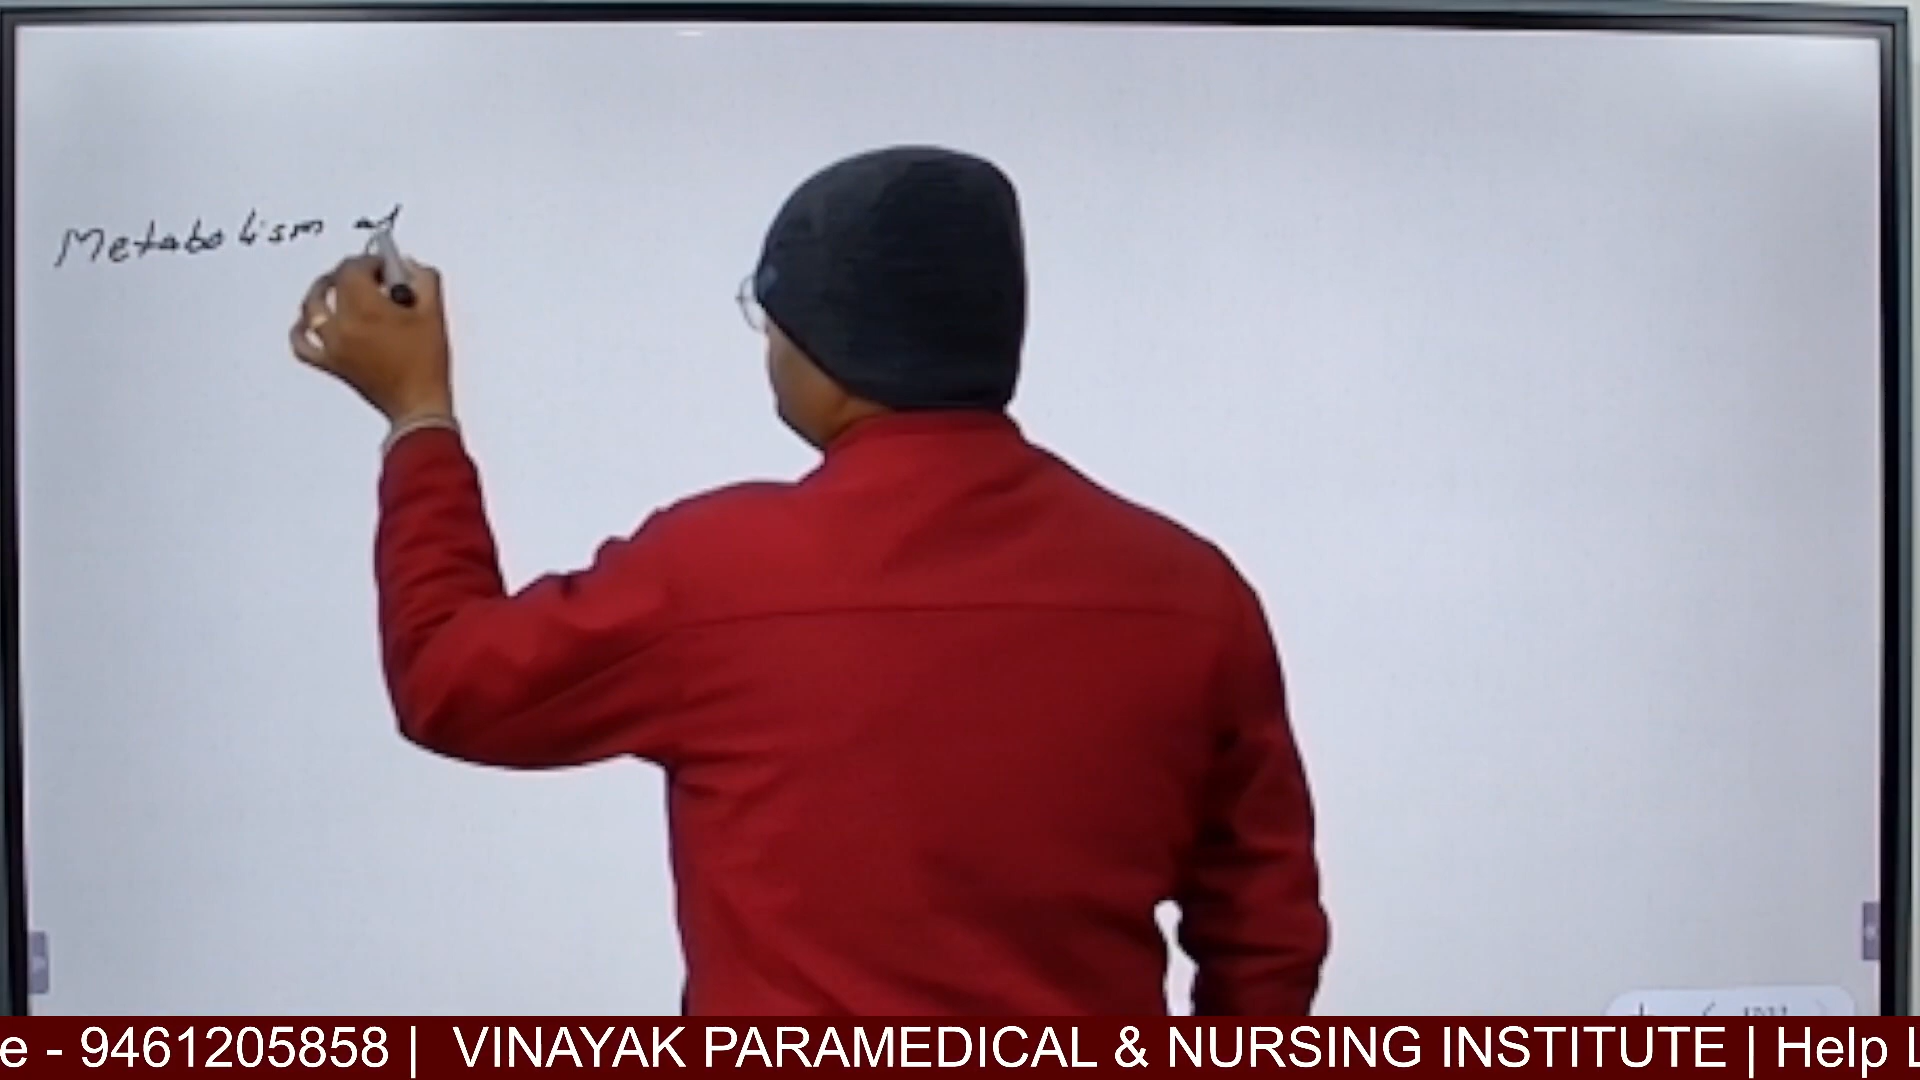 Metabolism of
e - 9461205858 | VINAYAK PARAMEDICAL & NURSING INSTITUTE | Help L